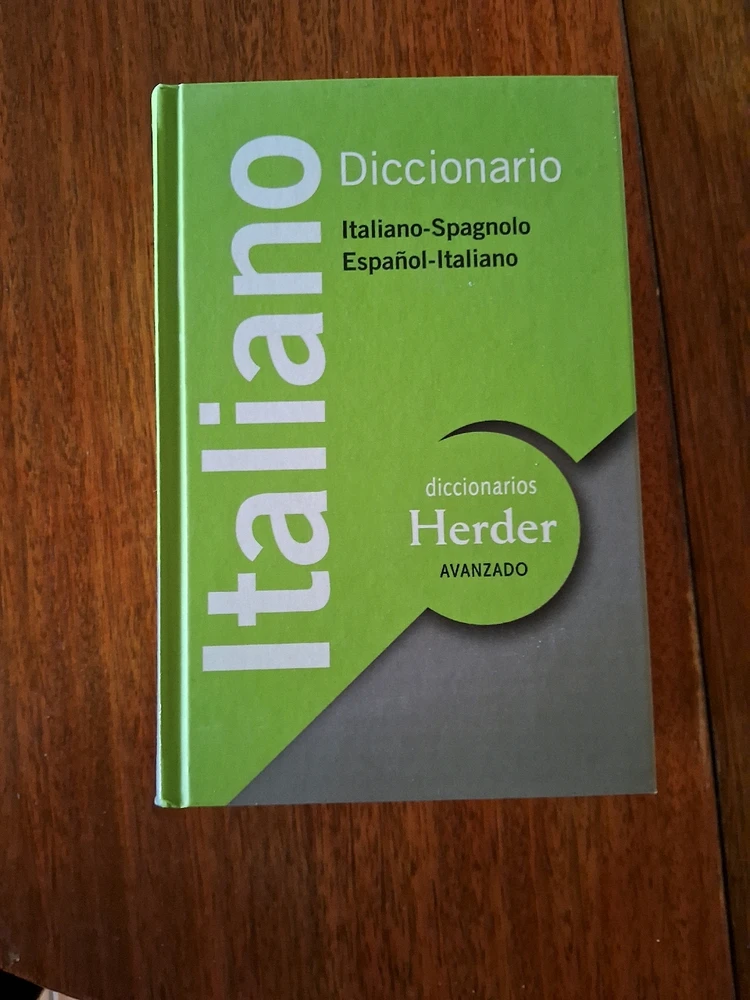 Italiano
Diccionario
Italiano-Spagnolo
Español-Italiano
diccionarios
Herder
AVANZADO